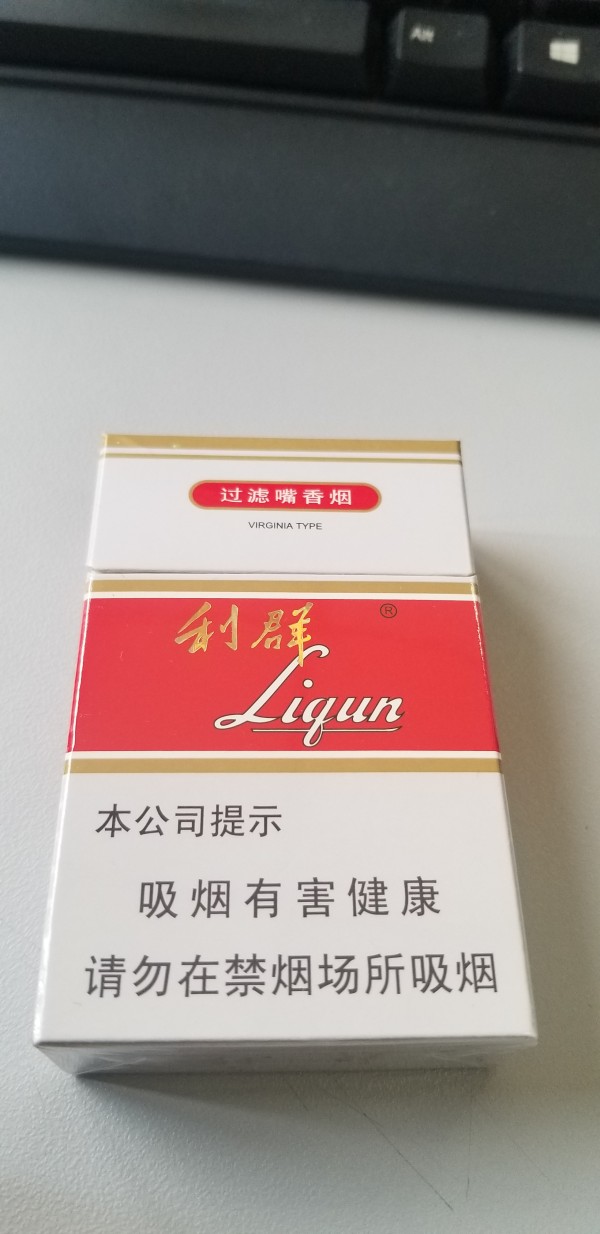 Alt
过滤嘴香烟
VIRGINIA TYPE
利群 ®
Liqun
本公司提示
吸烟有害健康
请勿在禁烟场所吸烟